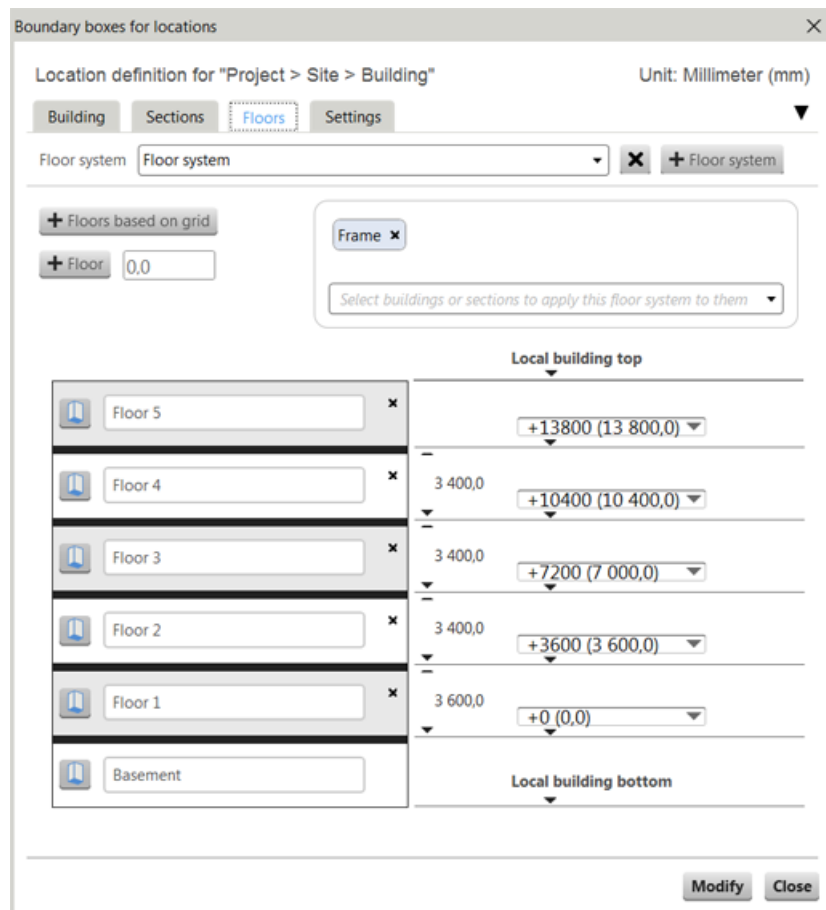 Boundary boxes for locations
Location definition for "Project > Site > Building" Unit: Millimeter (mm)
Building Sections Floors Settings
Floor system Floor system + Floor system
+ Floors based on grid
Frame
+ Floor 0,0
Select buildings or sections to apply this floor system to them
Local building top
Floor 5
+13800 (13 800,0)
Floor 4 3 400,0
+10400 (10 400,0)
Floor 3 3 400,0
+7200 (7 000,0)
Floor 2 3 400,0
+3600 (3 600,0)
Floor 1 3 600,0
+0 (0,0)
Basement
Local building bottom
Modify Close